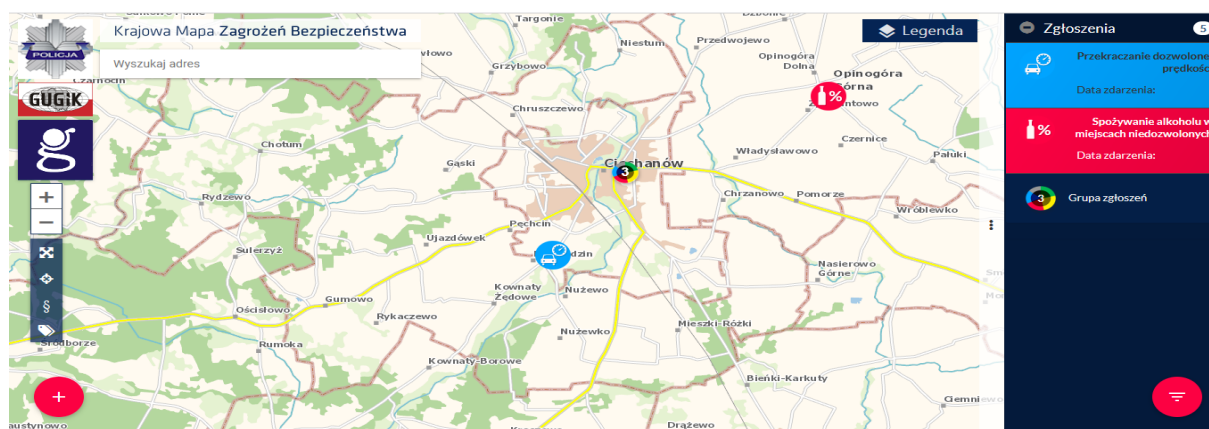 Krajowa Mapa Zagrożeń Bezpieczeństwa
Wyszukaj adres
POLICJA
GUGiK
g
+
−
§
+
Legenda
Targonie
Niestum
Przedwojewo
Opinogóra
Dolna
Opinogóra
Górna
Grzybowo
Chruszczewo
Czernice
Chotum
Gąski
Ciechanów
3
Władysławowo
Pałuki
Rydzewo
Chrzanowo
Pomorze
Wróblewko
Pęchcin
Ujazdówek
Sulerzyż
Nasierowo
Górne
Kownaty
Żędowe
Nużewo
Gumowo
Ościsłowo
Rykaczewo
Mieszki-Różki
Nużewko
Rumoka
Kownaty-Borowe
Bieńki-Karkuty
Drążewo
%
Zgłoszenia
5
Przekraczanie dozwolone
prędkośc
Data zdarzenia:
%
Spożywanie alkoholu w
miejscach niedozwolonych
Data zdarzenia:
3
Grupa zgłoszeń